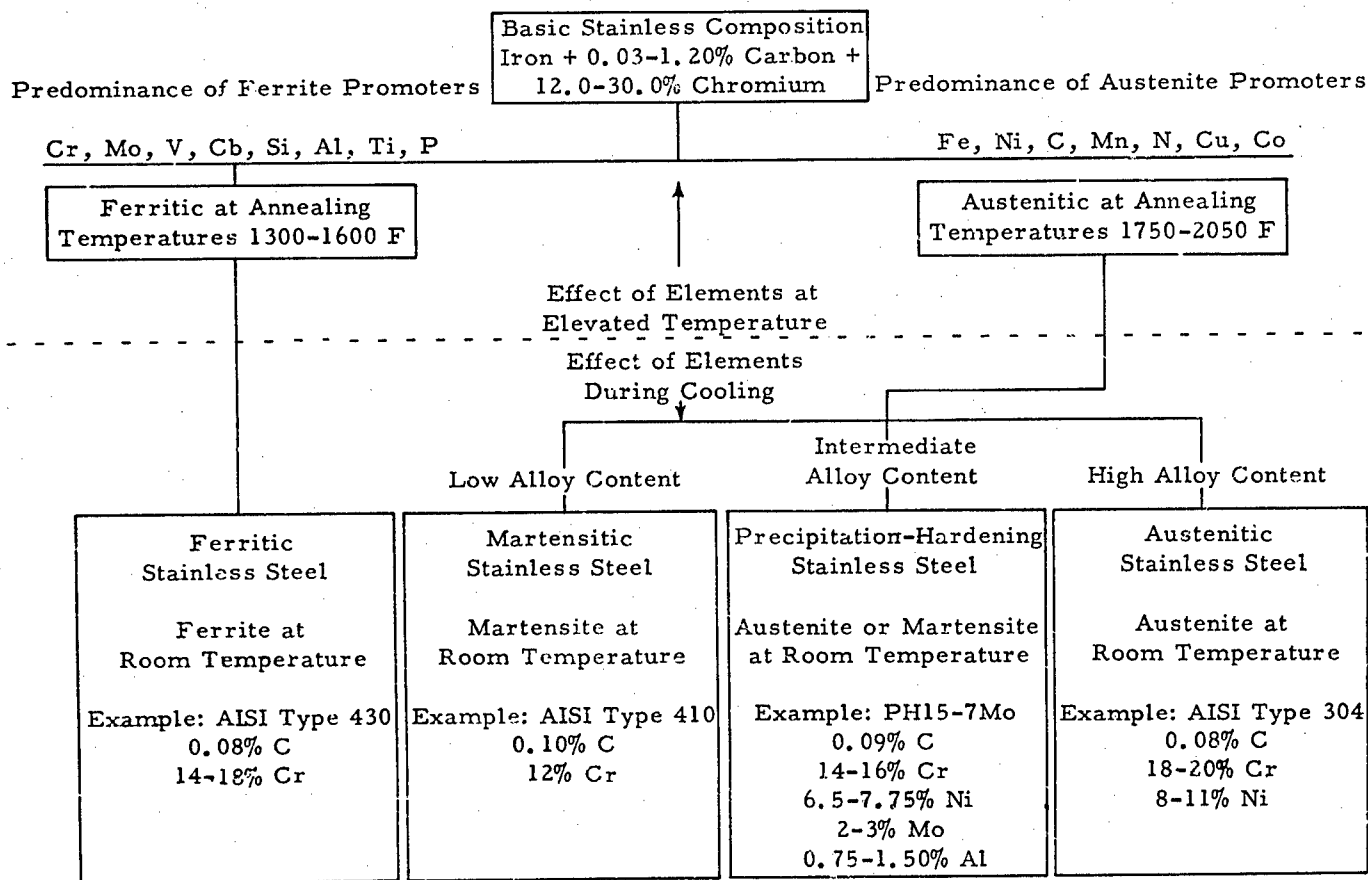 Basic Stainless Composition
Iron + 0.03-1.20% Carbon +
12.0-30.0% Chromium
Predominance of Ferrite Promoters
Predominance of Austenite Promoters
Cr, Mo, V, Cb, Si, Al, Ti, P
Fe, Ni, C, Mn, N, Cu, Co
Ferritic at Annealing
Temperatures 1300-1600 F
Austenitic at Annealing
Temperatures 1750-2050 F
Effect of Elements at
Elevated Temperature
Effect of Elements
During Cooling
Low Alloy Content
Intermediate
Alloy Content
High Alloy Content
Ferritic
Stainless Steel
Ferrite at
Room Temperature
Example: AISI Type 430
0.08% C
14-18% Cr
Martensitic
Stainless Steel
Martensite at
Room Temperature
Example: AISI Type 410
0.10% C
12% Cr
Precipitation-Hardening
Stainless Steel
Austenite or Martensite
at Room Temperature
Example: PH15-7Mo
0.09% C
14-16% Cr
6.5-7.75% Ni
2-3% Mo
0.75-1.50% Al
Austenitic
Stainless Steel
Austenite at
Room Temperature
Example: AISI Type 304
0.08% C
18-20% Cr
8-11% Ni